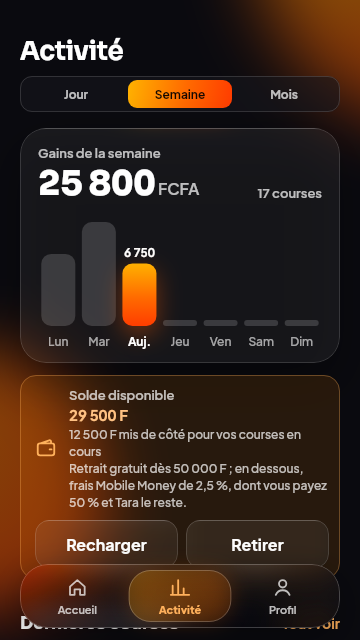 Activité
Jour Semaine Mois
Gains de la semaine
25 800 FCFA 17 courses
6 750
Lun Mar Auj. Jeu Ven Sam Dim
Solde disponible
29 500 F
12 500 F mis de côté pour vos courses en
cours
Retrait gratuit dès 50 000 F ; en dessous,
frais Mobile Money de 2,5 %, dont vous payez
50 % et Tara le reste.
Recharger Retirer
Accueil Activité Profil